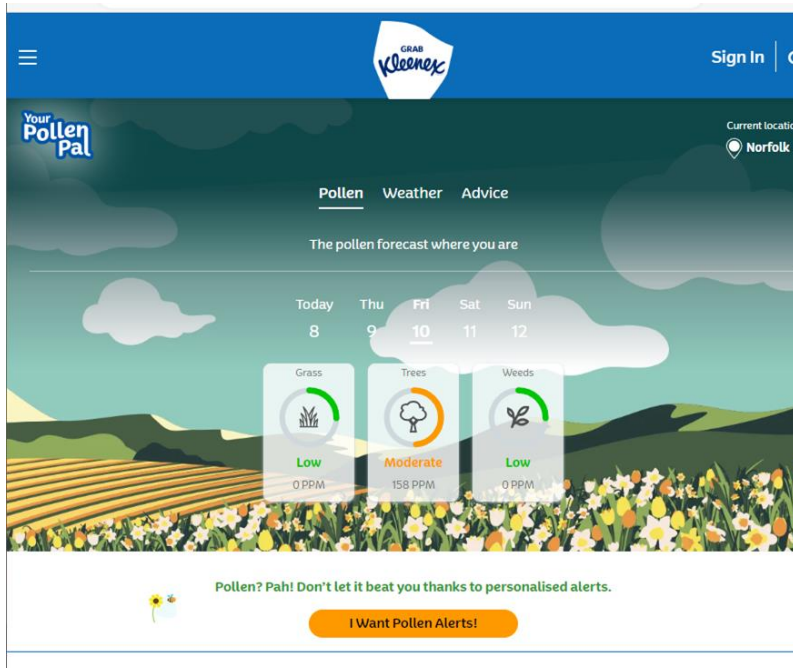 GRAB
Kleenex
Sign In
Your
Pollen
Pal
Current locatio
Norfolk
Pollen Weather Advice
The pollen forecast where you are
Today Thu Fri Sat Sun
8 9 10 11 12
Grass Trees Weeds
Low Moderate Low
0 PPM 158 PPM 0 PPM
Pollen? Pah! Don't let it beat you thanks to personalised alerts.
I Want Pollen Alerts!